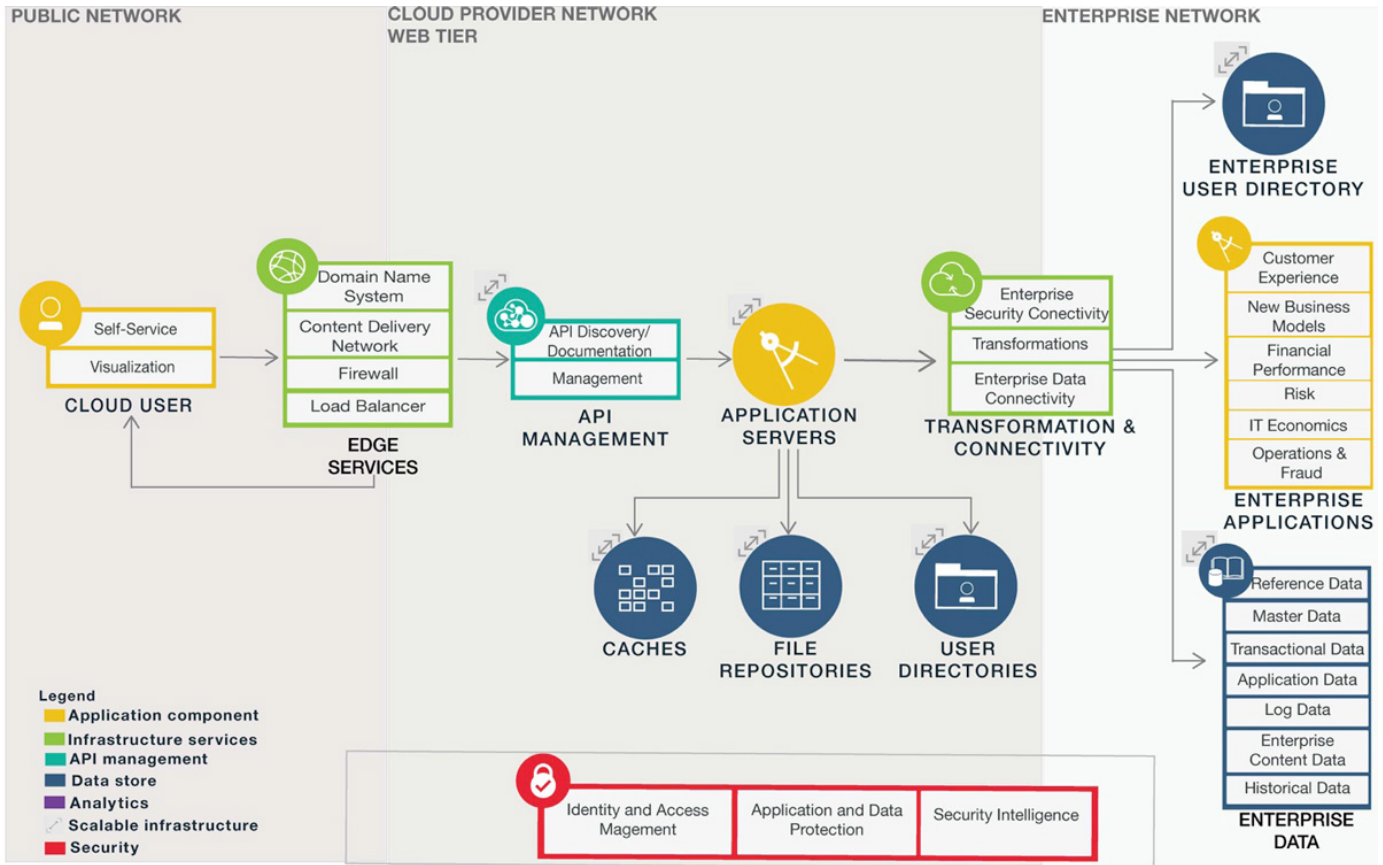 PUBLIC NETWORK
CLOUD PROVIDER NETWORK
WEB TIER
ENTERPRISE NETWORK
ENTERPRISE
USER DIRECTORY
Self-Service
Visualization
CLOUD USER
Domain Name
System
Content Delivery
Network
Firewall
Load Balancer
EDGE
SERVICES
API Discovery/
Documentation
Management
API
MANAGEMENT
APPLICATION
SERVERS
Enterprise
Security Conectivity
Transformations
Enterprise Data
Connectivity
TRANSFORMATION &
CONNECTIVITY
Customer
Experience
New Business
Models
Financial
Performance
Risk
IT Economics
Operations &
Fraud
ENTERPRISE
APPLICATIONS
CACHES
FILE
REPOSITORIES
USER
DIRECTORIES
Reference Data
Master Data
Transactional Data
Application Data
Log Data
Enterprise
Content Data
Historical Data
ENTERPRISE
DATA
Legend
Application component
Infrastructure services
API management
Data store
Analytics
Scalable infrastructure
Security
Identity and Access
Magement
Application and Data
Protection
Security Intelligence